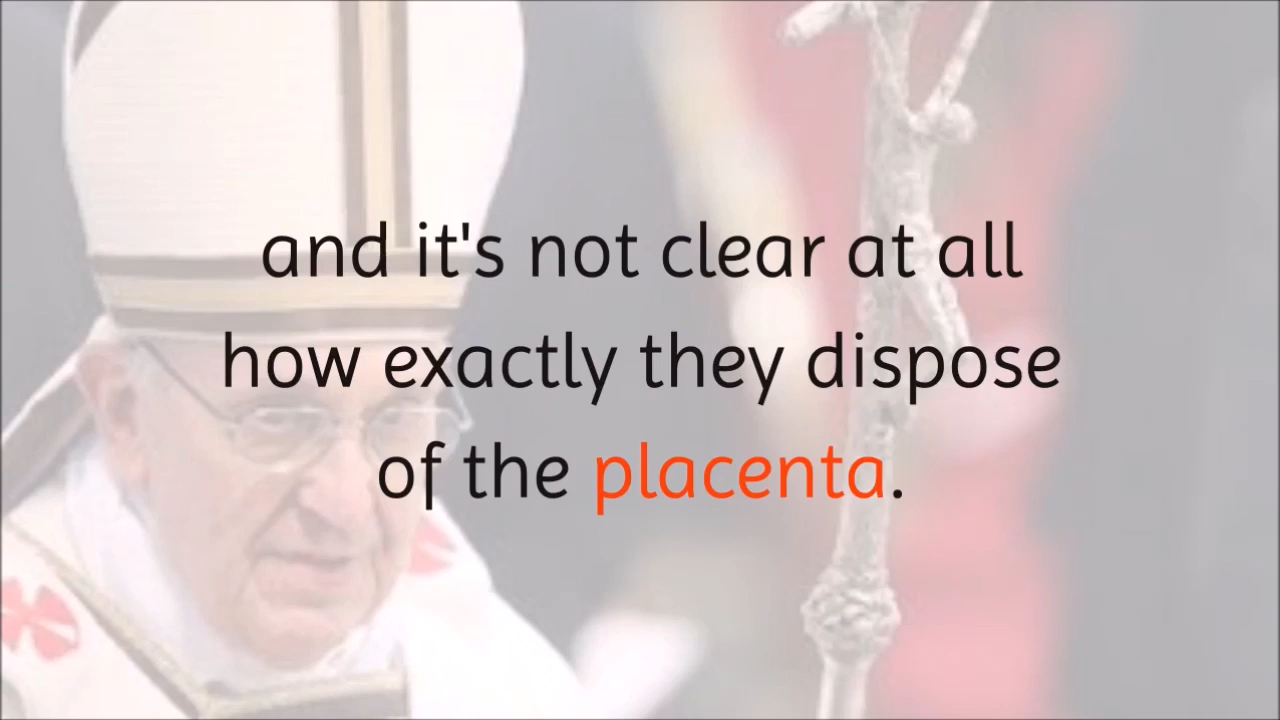 and it's not clear at all
how exactly they dispose
of the placenta.